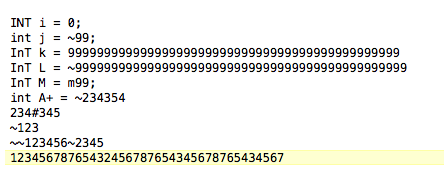 INT i = 0;
int j = ~99;
InT k = 9999999999999999999999999999999999999999999999
InT L = ~9999999999999999999999999999999999999999999999
InT M = m99;
int A+ = ~234354
234#345
~123
~~123456~2345
12345678765432456787654345678765434567